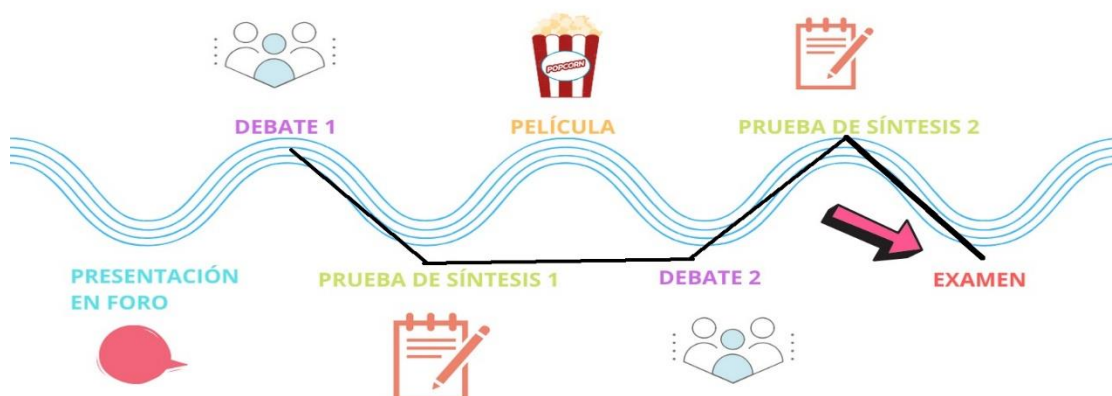 DEBATE 1
PELÍCULA
POPCORN
PRUEBA DE SÍNTESIS 2
PRESENTACIÓN
EN FORO
PRUEBA DE SÍNTESIS 1
DEBATE 2
EXAMEN